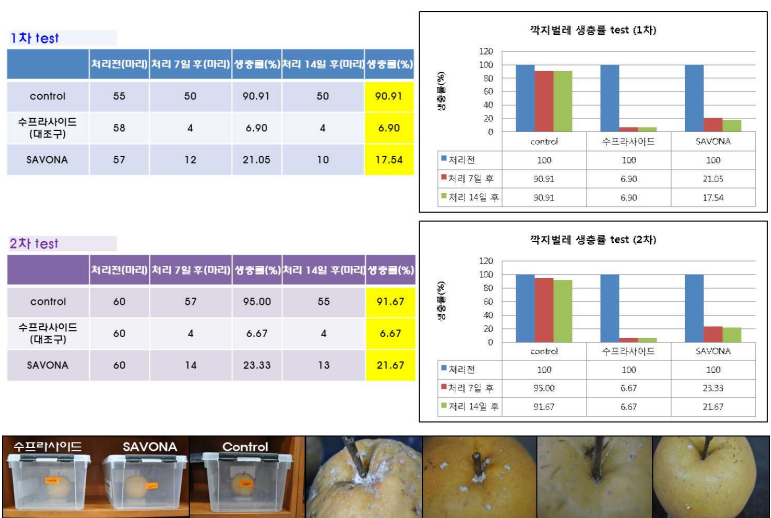 1차 test
처리전(마리) 처리 7일 후(마리) 생충률(%) 처리 14일 후(마리) 생충률(%)
control 55 50 90.91 50 90.91
수프라사이드
(대조구) 58 4 6.90 4 6.90
SAVONA 57 12 21.05 10 17.54
깍지벌레 생충률 test (1차)
생충률(%)
120
100
80
60
40
20
0
control 수프라사이드 SAVONA
처리전 100 100 100
처리 7일 후 90.91 6.90 21.05
처리 14일 후 90.91 6.90 17.54
2차 test
처리전(마리) 처리 7일 후(마리) 생충률(%) 처리 14일 후(마리) 생충률(%)
control 60 57 95.00 55 91.67
수프라사이드
(대조구) 60 4 6.67 4 6.67
SAVONA 60 14 23.33 13 21.67
깍지벌레 생충률 test (2차)
생충률(%)
120
100
80
60
40
20
0
control 수프라사이드 SAVONA
처리전 100 100 100
처리 7일 후 95.00 6.67 23.33
처리 14일 후 91.67 6.67 21.67
수프라사이드 SAVONA Control